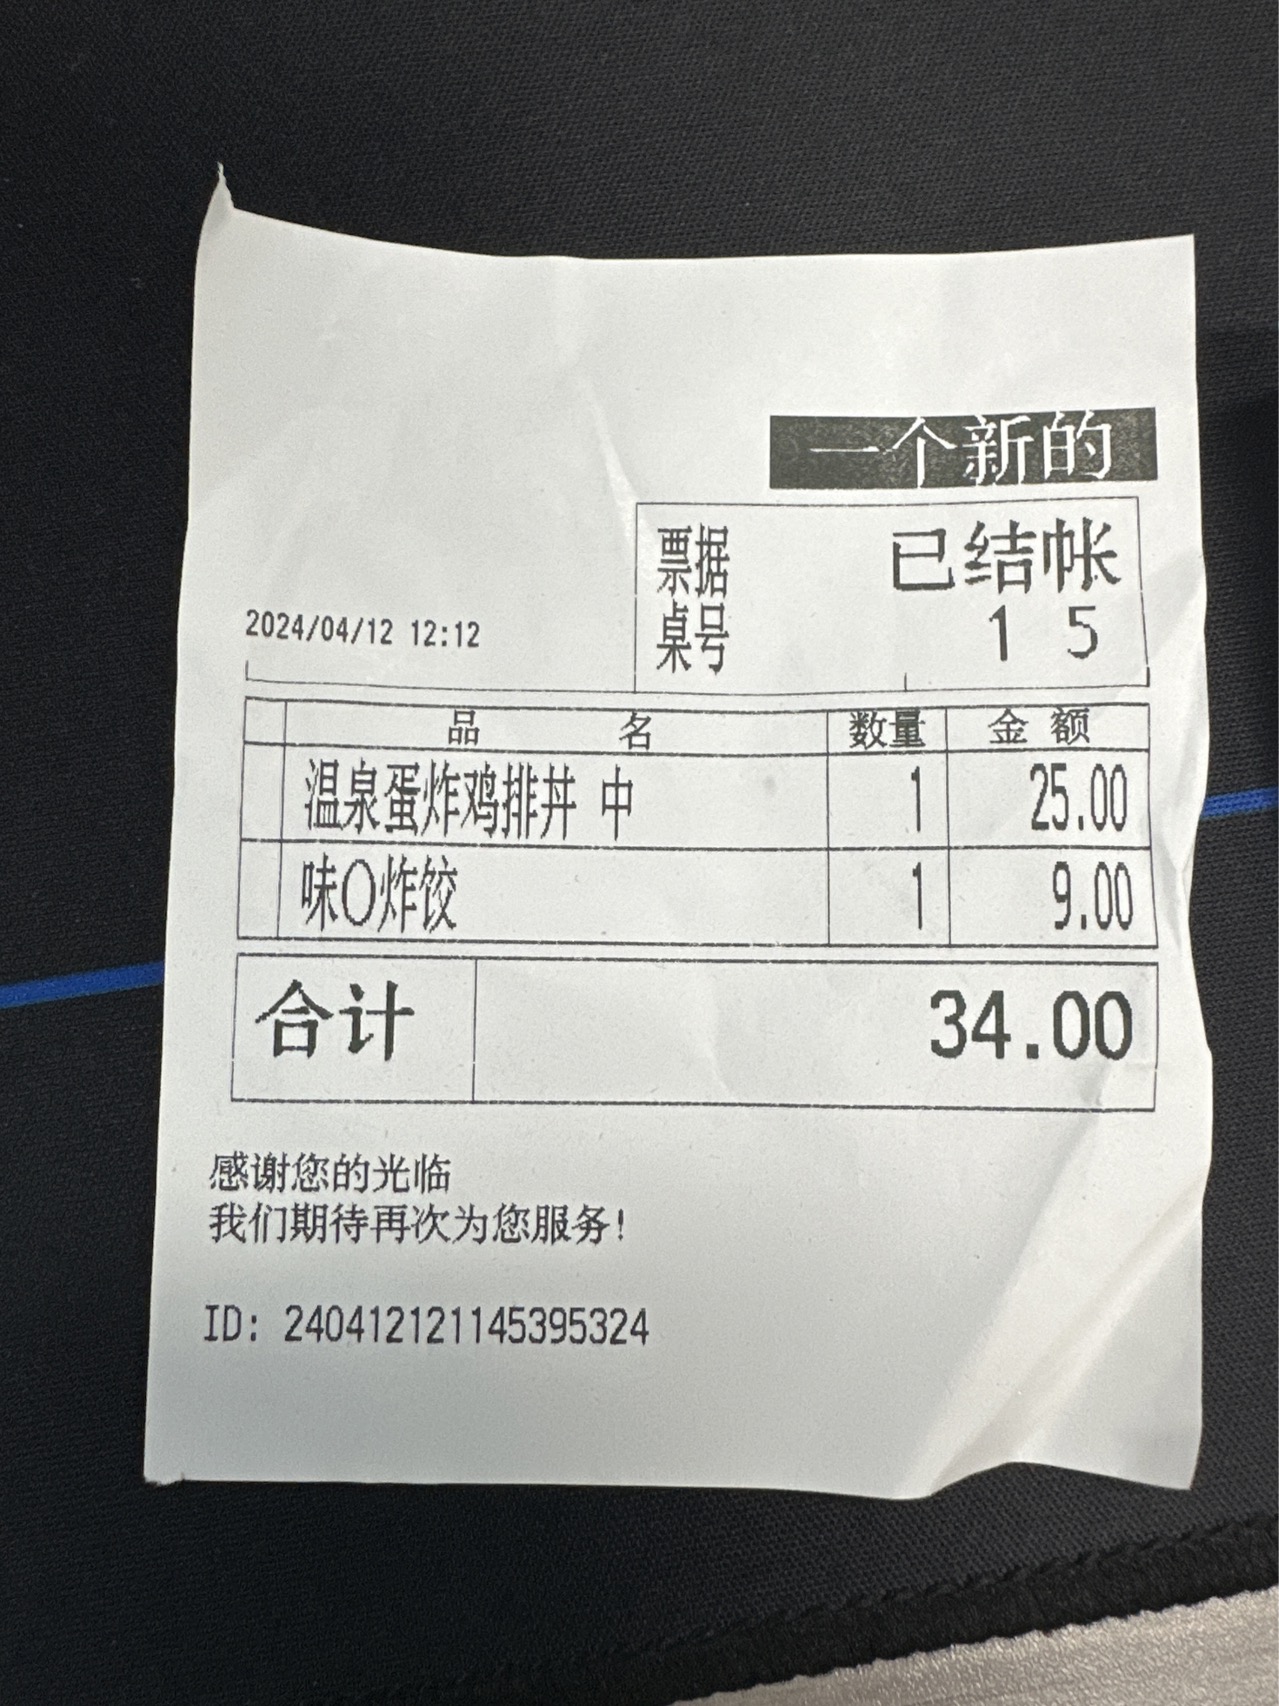 一个新的
票据 已结帐
2024/04/12 12:12 桌号 15
品名 数量 金额
温泉蛋炸鸡排丼 中 1 25.00
味〇炸饺 1 9.00
合计 34.00
感谢您的光临
我们期待再次为您服务!
ID: 240412121145395324